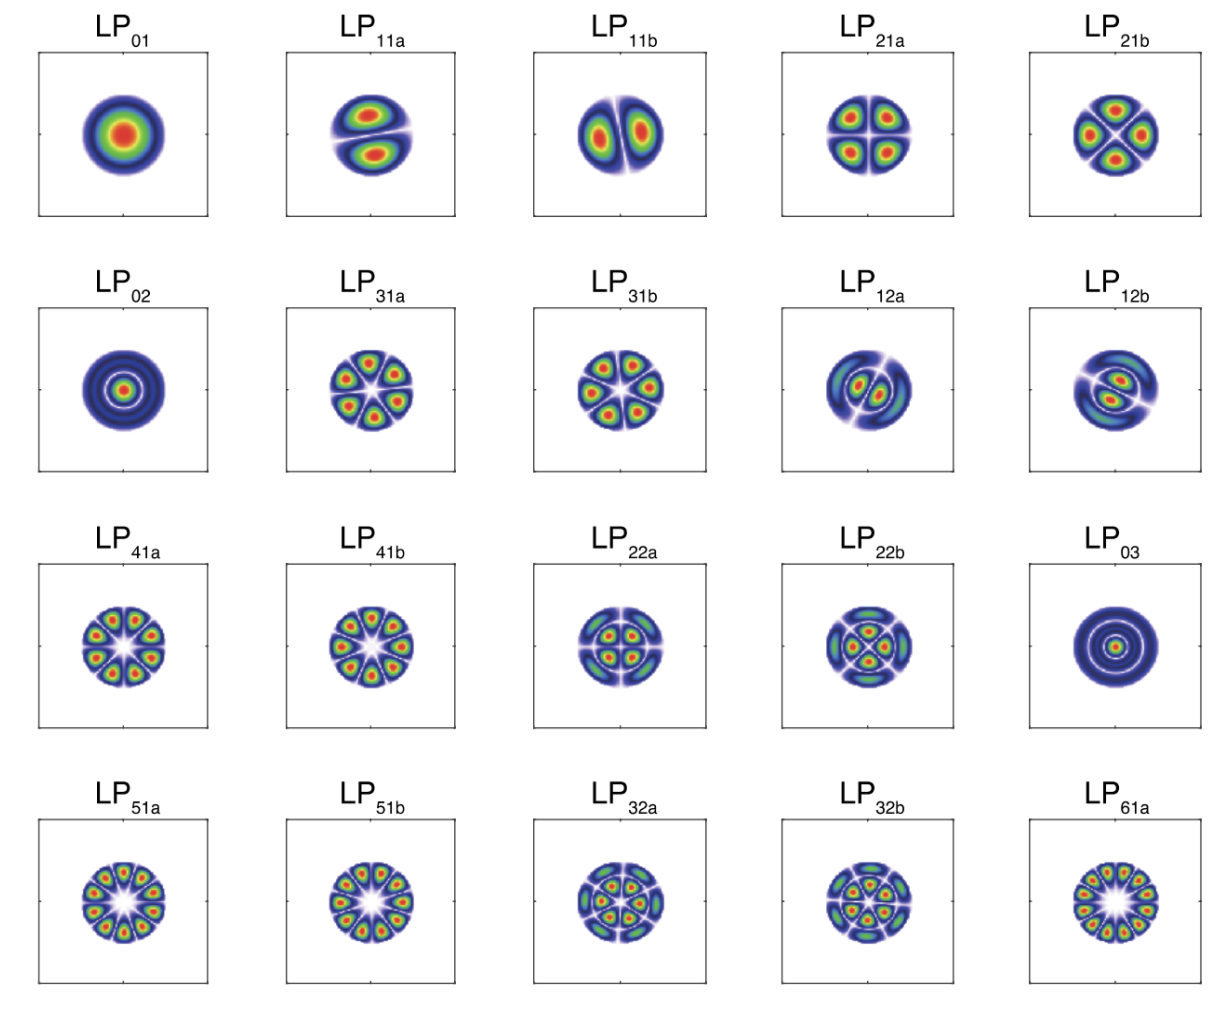 LP01 LP11a LP11b LP21a LP21b
LP02 LP31a LP31b LP12a LP12b
LP41a LP41b LP22a LP22b LP03
LP51a LP51b LP32a LP32b LP61a